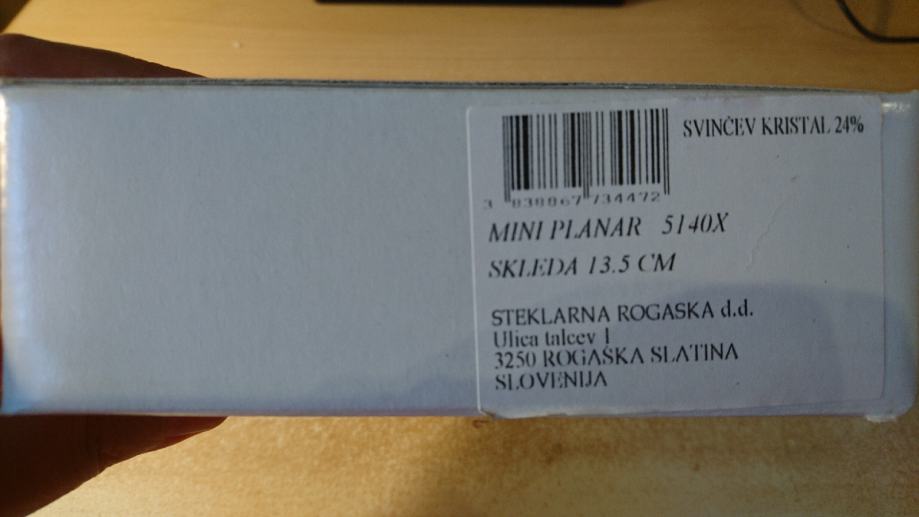 SVINČEV KRISTAL 24%
3 838867 734472
MINI PLANAR 5140X
SKLEDA 13.5 CM
STEKLARNA ROGASKA d.d.
Ulica talcev 1
3250 ROGAŠKA SLATINA
SLOVENIJA